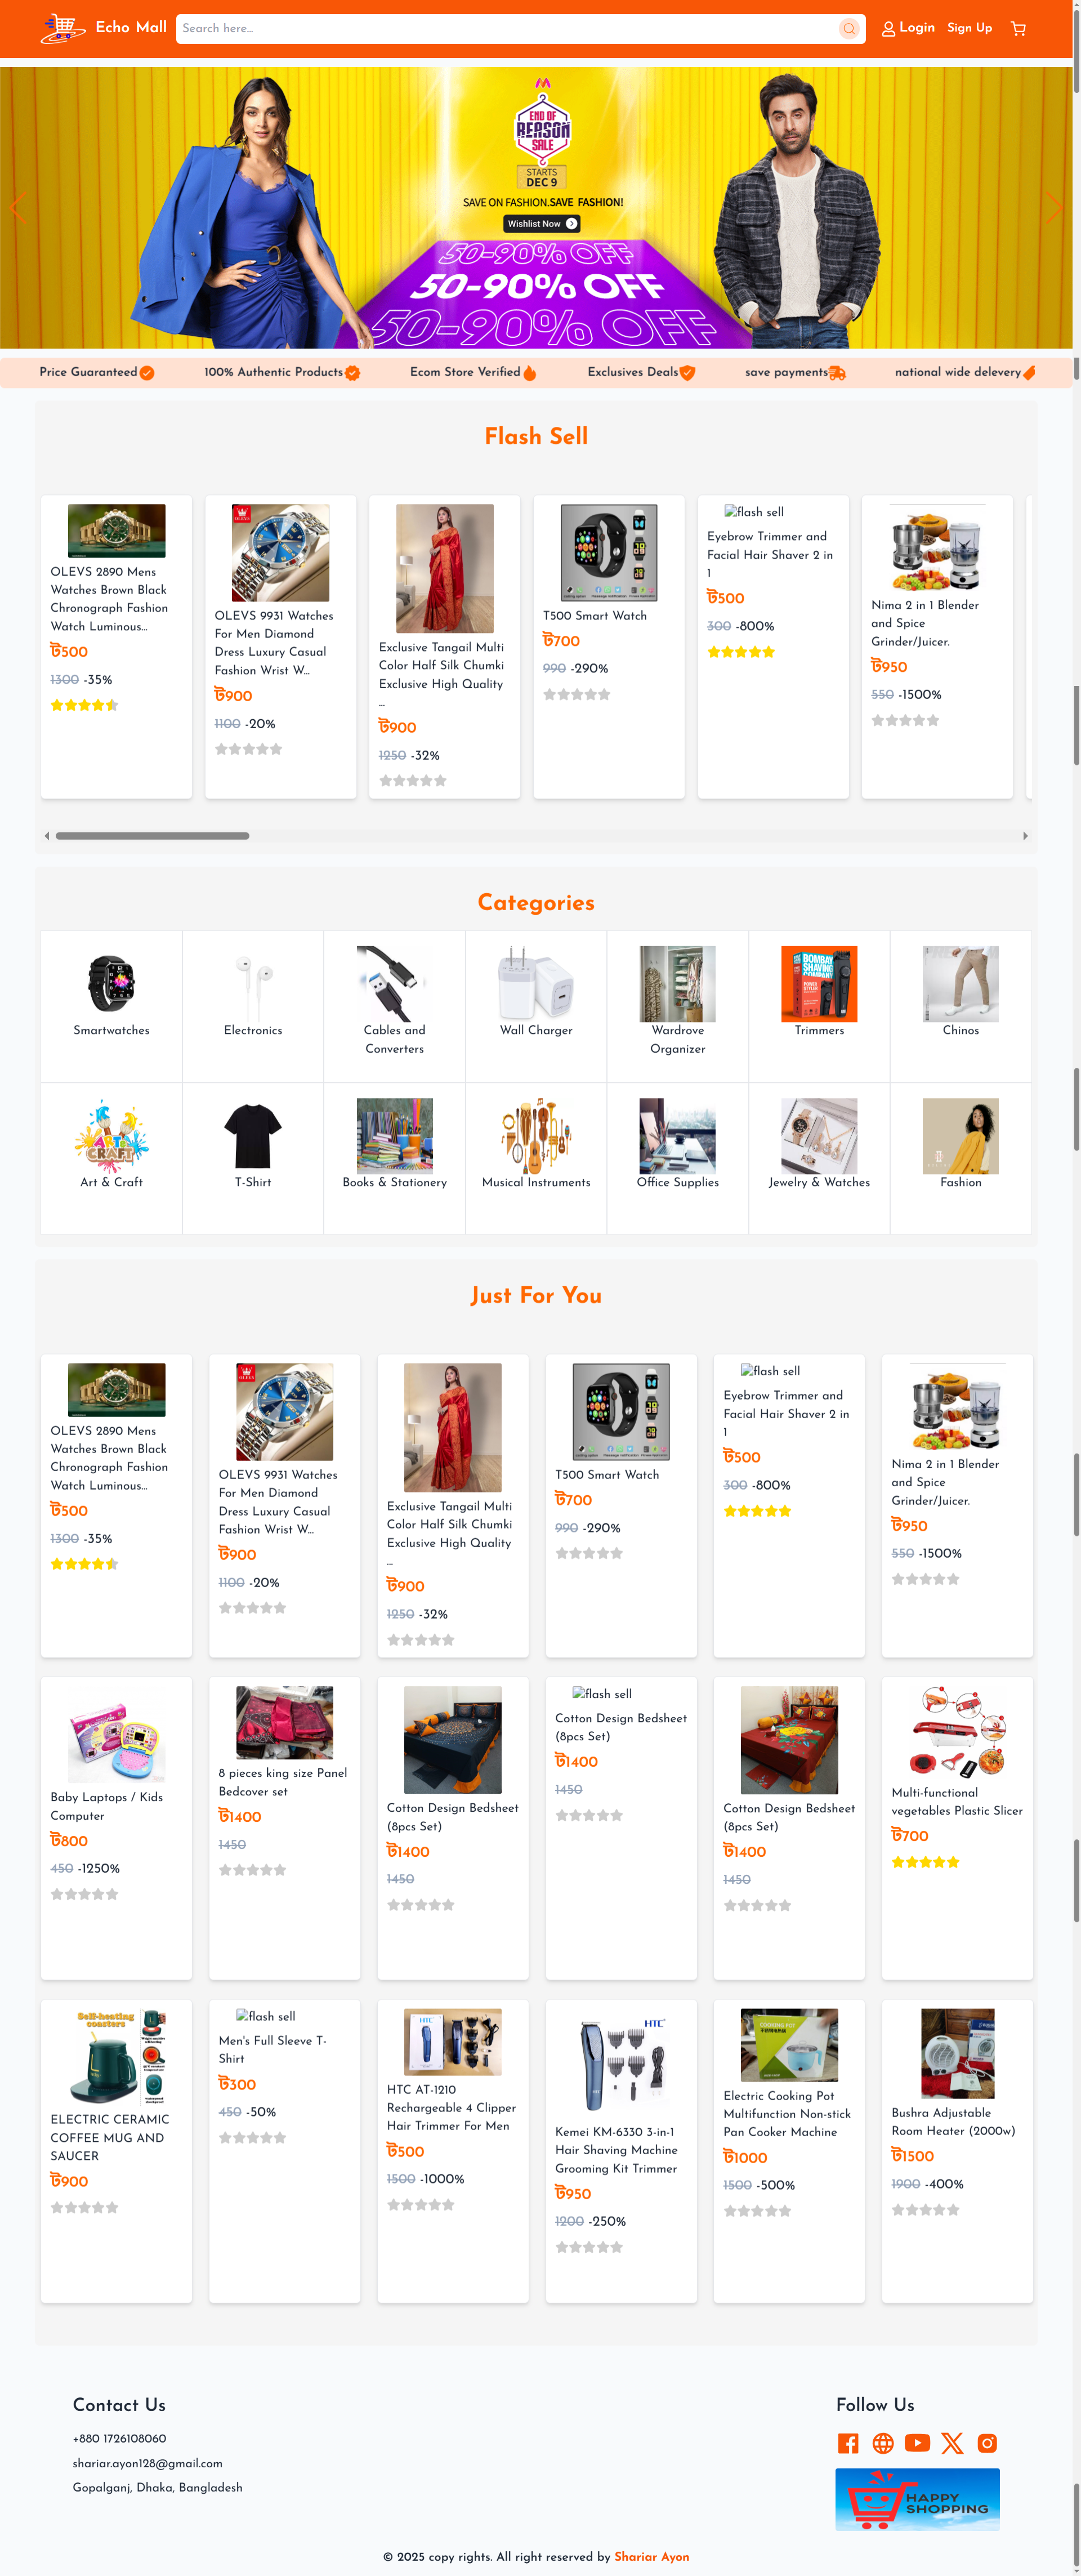 Echo Mall
Search here...
Login
Sign Up
END OF
REASON
SALE
STARTS
DEC 9
SAVE ON FASHION.SAVE FASHION!
Wishlist Now
50-90% OFF
50-90% OFF
50-90% OFF
Price Guaranteed
100% Authentic Products
Ecom Store Verified
Exclusives Deals
save payments
national wide delevery
Flash Sell
OLEVS 2890 Mens
Watches Brown Black
Chronograph Fashion
Watch Luminous...
৳500
1300 -35%
OLEVS
OLEVS 9931 Watches
For Men Diamond
Dress Luxury Casual
Fashion Wrist W...
৳900
1100 -20%
Exclusive Tangail Multi
Color Half Silk Chumki
Exclusive High Quality
...
৳900
1250 -32%
T500 Smart Watch
৳700
990 -290%
flash sell
Eyebrow Trimmer and
Facial Hair Shaver 2 in
1
৳500
300 -800%
Nima 2 in 1 Blender
and Spice
Grinder/Juicer.
৳950
550 -1500%
Categories
Smartwatches
Electronics
Cables and
Converters
Wall Charger
Wardrove
Organizer
BOMBAY
SHAVING
COMPANY
Trimmers
Chinos
ART&
CRAFT
Art & Craft
T-Shirt
Books & Stationery
Musical Instruments
Office Supplies
Jewelry & Watches
Fashion
Just For You
OLEVS 2890 Mens
Watches Brown Black
Chronograph Fashion
Watch Luminous...
৳500
1300 -35%
OLEVS
OLEVS 9931 Watches
For Men Diamond
Dress Luxury Casual
Fashion Wrist W...
৳900
1100 -20%
Exclusive Tangail Multi
Color Half Silk Chumki
Exclusive High Quality
...
৳900
1250 -32%
T500 Smart Watch
৳700
990 -290%
flash sell
Eyebrow Trimmer and
Facial Hair Shaver 2 in
1
৳500
300 -800%
Nima 2 in 1 Blender
and Spice
Grinder/Juicer.
৳950
550 -1500%
Baby Laptops / Kids
Computer
৳800
450 -1250%
8 pieces king size Panel
Bedcover set
৳1400
1450
Cotton Design Bedsheet
(8pcs Set)
৳1400
1450
flash sell
Cotton Design Bedsheet
(8pcs Set)
৳1400
1450
Cotton Design Bedsheet
(8pcs Set)
৳1400
1450
Multi-functional
vegetables Plastic Slicer
৳700
Self-heating
coasters
ELECTRIC CERAMIC
COFFEE MUG AND
SAUCER
৳900
flash sell
Men's Full Sleeve T-
Shirt
৳300
450 -50%
HTC
HTC AT-1210
Rechargeable 4 Clipper
Hair Trimmer For Men
৳500
1500 -1000%
HTC
Kemei KM-6330 3-in-1
Hair Shaving Machine
Grooming Kit Trimmer
৳950
1200 -250%
COOKING POT
Electric Cooking Pot
Multifunction Non-stick
Pan Cooker Machine
৳1000
1500 -500%
Bushra Adjustable
Room Heater (2000w)
৳1500
1900 -400%
Contact Us
+880 1726108060
shariar.ayon128@gmail.com
Gopalganj, Dhaka, Bangladesh
Follow Us
HAPPY
SHOPPING
© 2025 copy rights. All right reserved by Shariar Ayon